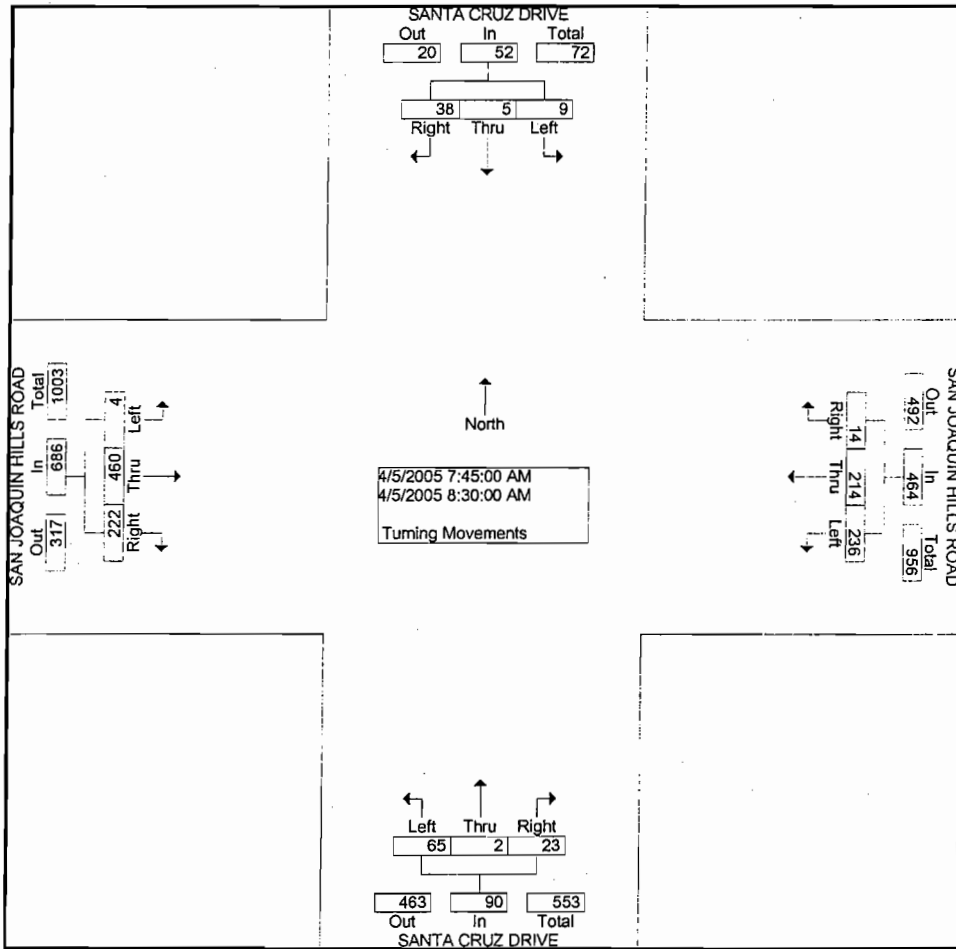 SANTA CRUZ DRIVE
Out In Total
20 52 72
38 5 9
Right Thru Left
SAN JOAQUIN HILLS ROAD
Total In Out
1003 686 317
4 460 222
Left Thru Right
North
4/5/2005 7:45:00 AM
4/5/2005 8:30:00 AM
Turning Movements
Right Thru Left
14 214 236
Out In Total
492 464 956
SAN JOAQUIN HILLS ROAD
Left Thru Right
65 2 23
463 90 553
Out In Total
SANTA CRUZ DRIVE